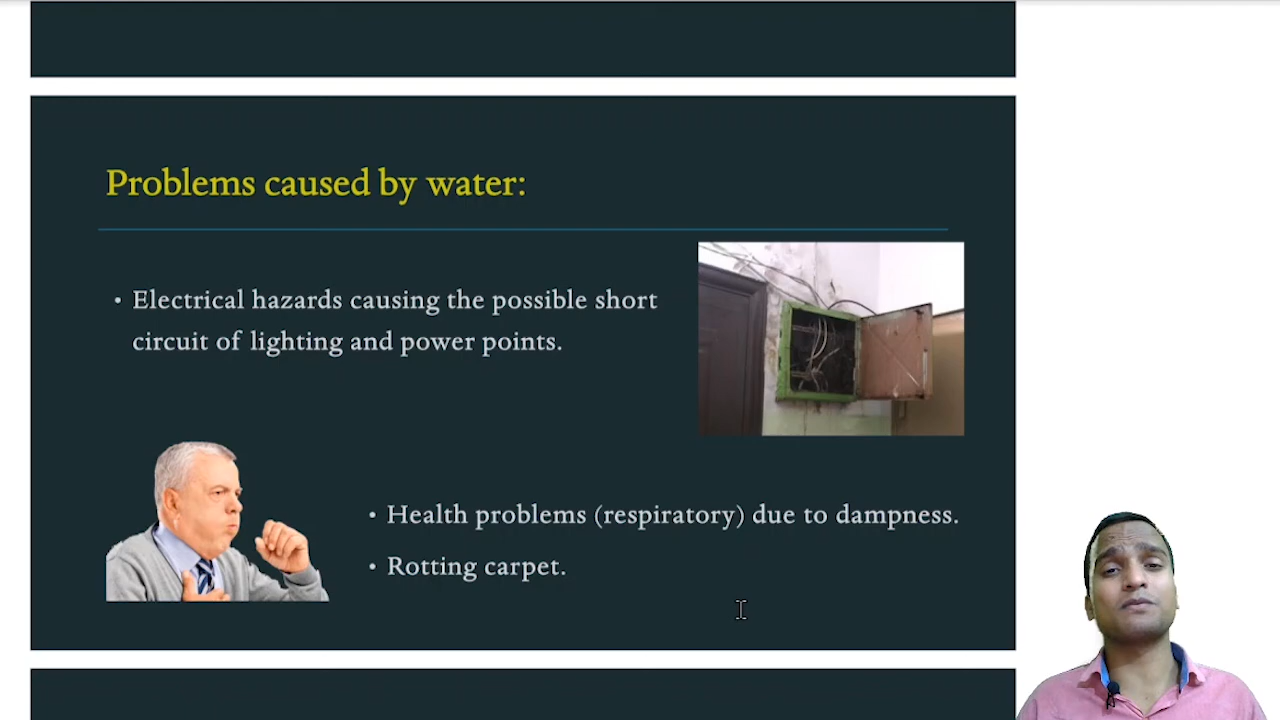 Problems caused by water:
• Electrical hazards causing the possible short
circuit of lighting and power points.
• Health problems (respiratory) due to dampness.
• Rotting carpet.